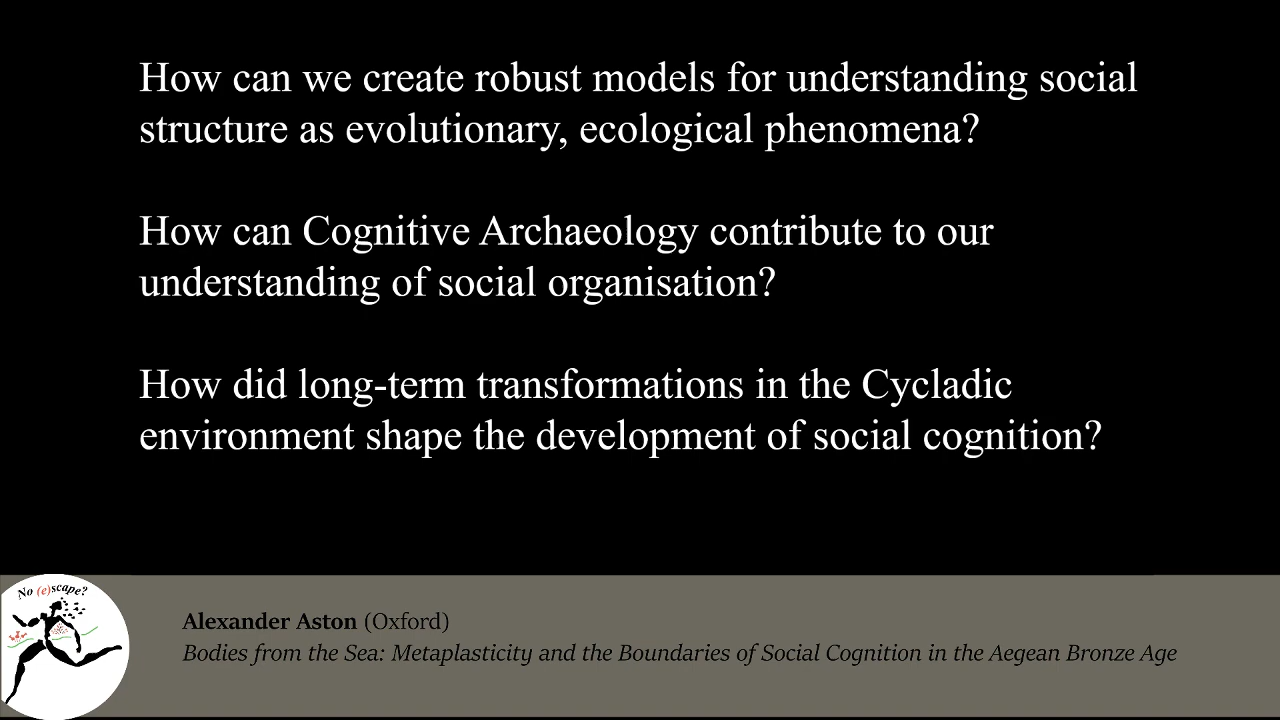 How can we create robust models for understanding social
structure as evolutionary, ecological phenomena?
How can Cognitive Archaeology contribute to our
understanding of social organisation?
How did long-term transformations in the Cycladic
environment shape the development of social cognition?
No (e)scape?
Alexander Aston (Oxford)
Bodies from the Sea: Metaplasticity and the Boundaries of Social Cognition in the Aegean Bronze Age